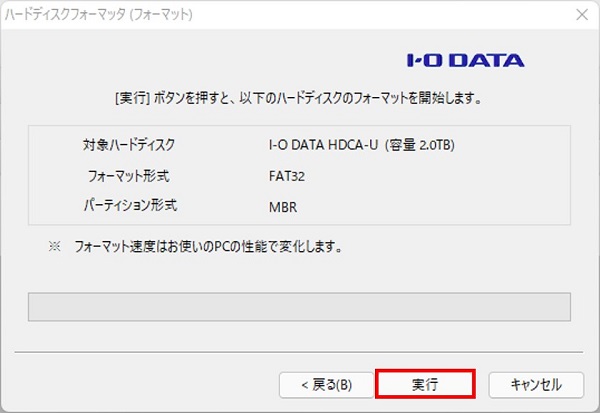 ハードディスクフォーマッタ (フォーマット)
I-O DATA
[実行] ボタンを押すと、以下のハードディスクのフォーマットを開始します。
対象ハードディスク I-O DATA HDCA-U (容量 2.0TB)
フォーマット形式 FAT32
パーティション形式 MBR
※ フォーマット速度はお使いのPCの性能で変化します。
< 戻る(B) 実行 キャンセル